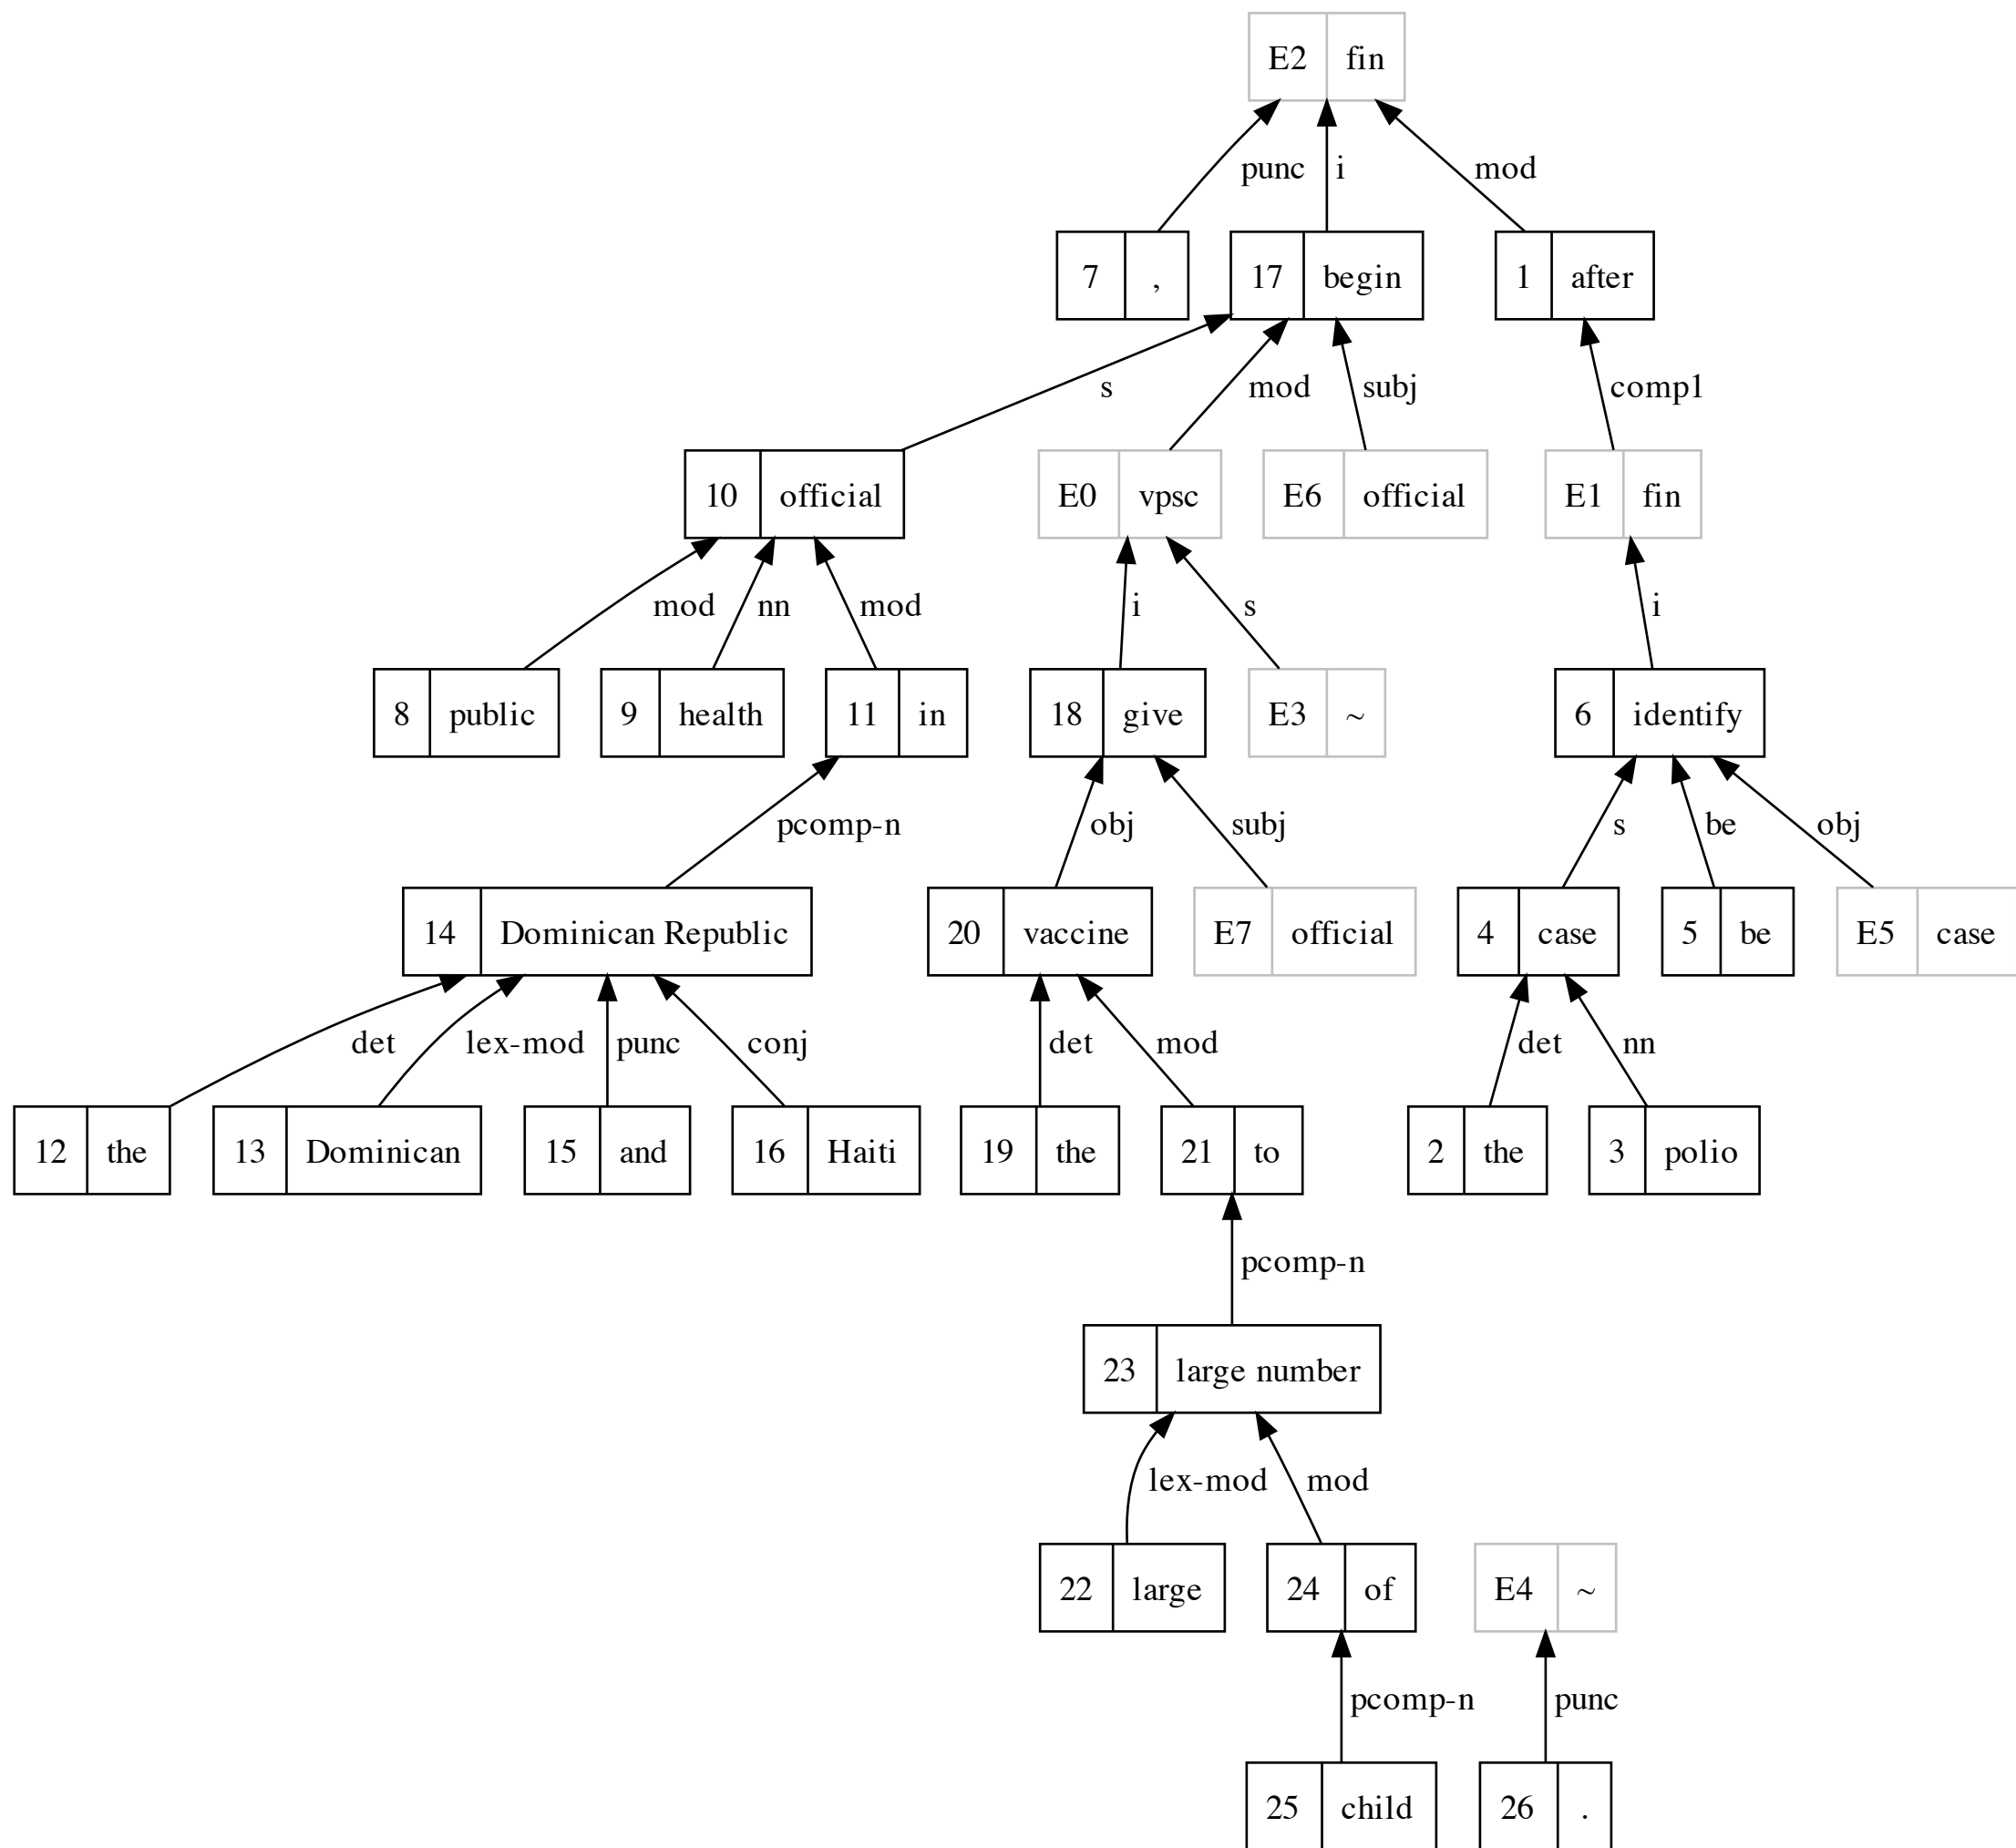 E2 fin
punc i mod
7 , 17 begin 1 after
s mod subj comp1
10 official E0 vpsc E6 official E1 fin
mod nn mod i s i
8 public 9 health 11 in 18 give E3 ~ 6 identify
pcomp-n obj subj s be obj
14 Dominican Republic 20 vaccine E7 official 4 case 5 be E5 case
det lex-mod punc conj det mod det nn
12 the 13 Dominican 15 and 16 Haiti 19 the 21 to 2 the 3 polio
pcomp-n
23 large number
lex-mod mod
22 large 24 of E4 ~
pcomp-n punc
25 child 26 .